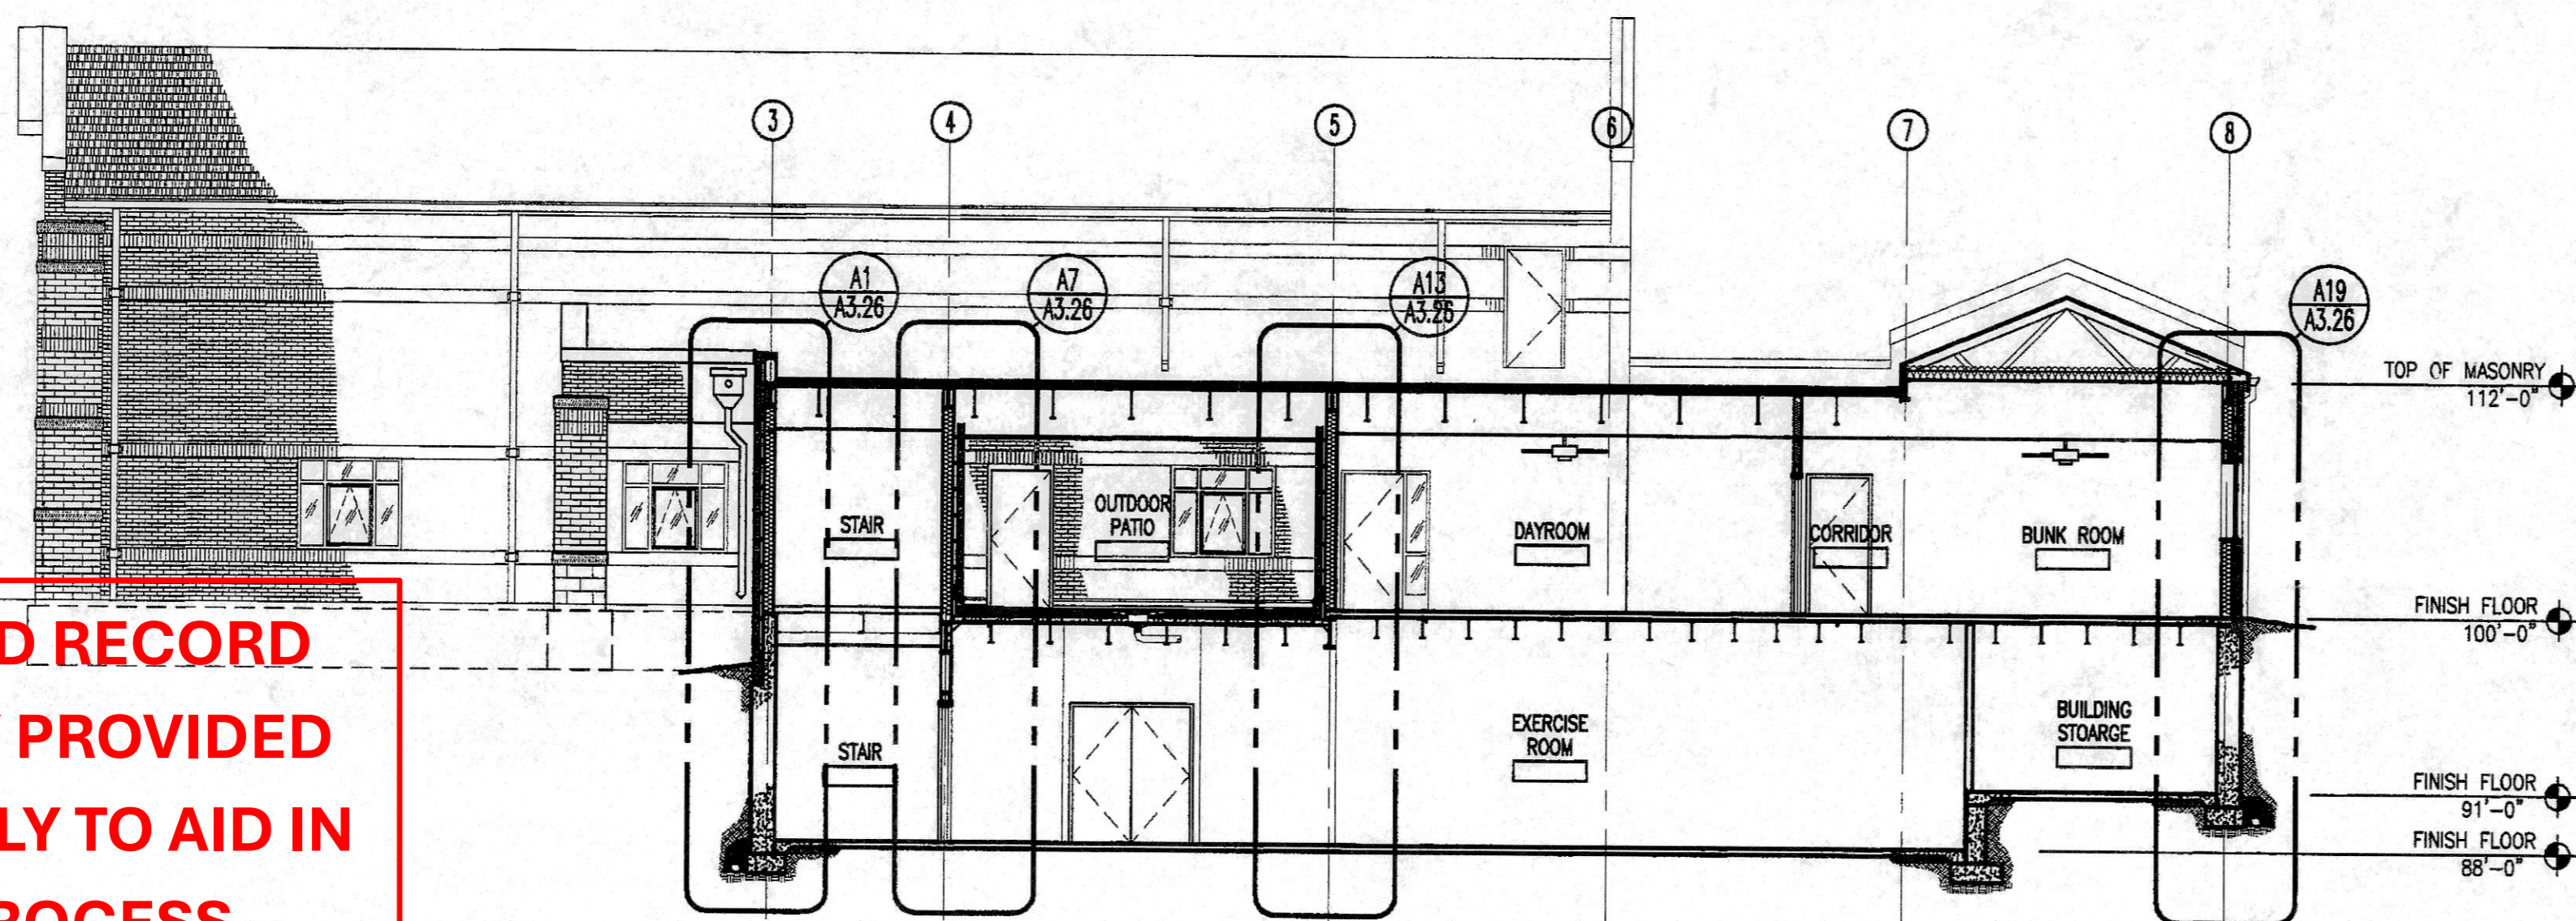 3
4
5
6
7
8
A1
A3.26
A7
A3.26
A13
A3.26
A19
A3.26
TOP OF MASONRY
112'-0"
STAIR
OUTDOOR
PATIO
DAYROOM
CORRIDOR
BUNK ROOM
FINISH FLOOR
100'-0"
D RECORD
PROVIDED
LY TO AID IN
STAIR
EXERCISE
ROOM
BUILDING
STOARGE
FINISH FLOOR
91'-0"
FINISH FLOOR
88'-0"